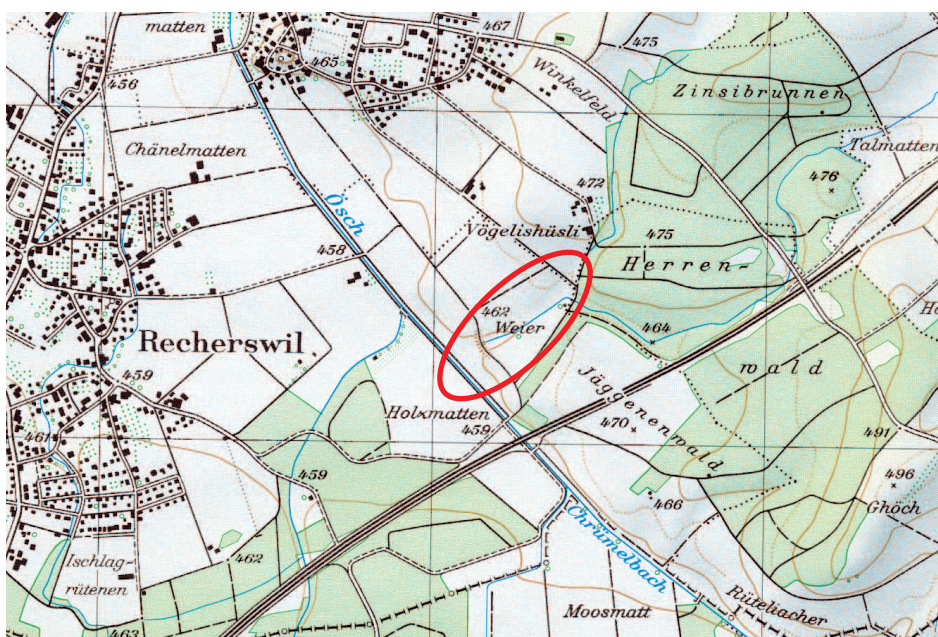 matten
467
475
465
Winkelfeld
Zinsibrunnen
456
Chänelmatten
Talmatten
476
472
Ösch
Vögelishüsli
475
458
Herren-
462
Weier
464
Recherswil
wald
459
Jäggenenwald
Holzmatten
459
470
491
461
459
496
466
Ghöch
Chrümelbach
462
Ischlag-
rütenen
Rüteliacher
Moosmatt
463